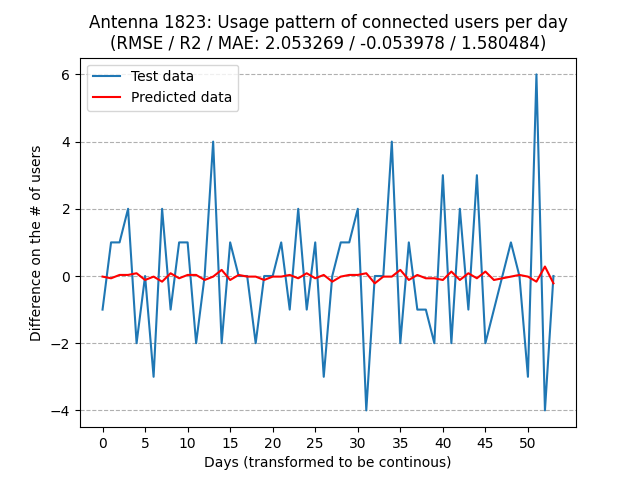 Antenna 1823: Usage pattern of connected users per day
(RMSE / R2 / MAE: 2.053269 / -0.053978 / 1.580484)
Test data
Predicted data
Difference on the # of users
6
4
2
0
−2
−4
0 5 10 15 20 25 30 35 40 45 50
Days (transformed to be continous)